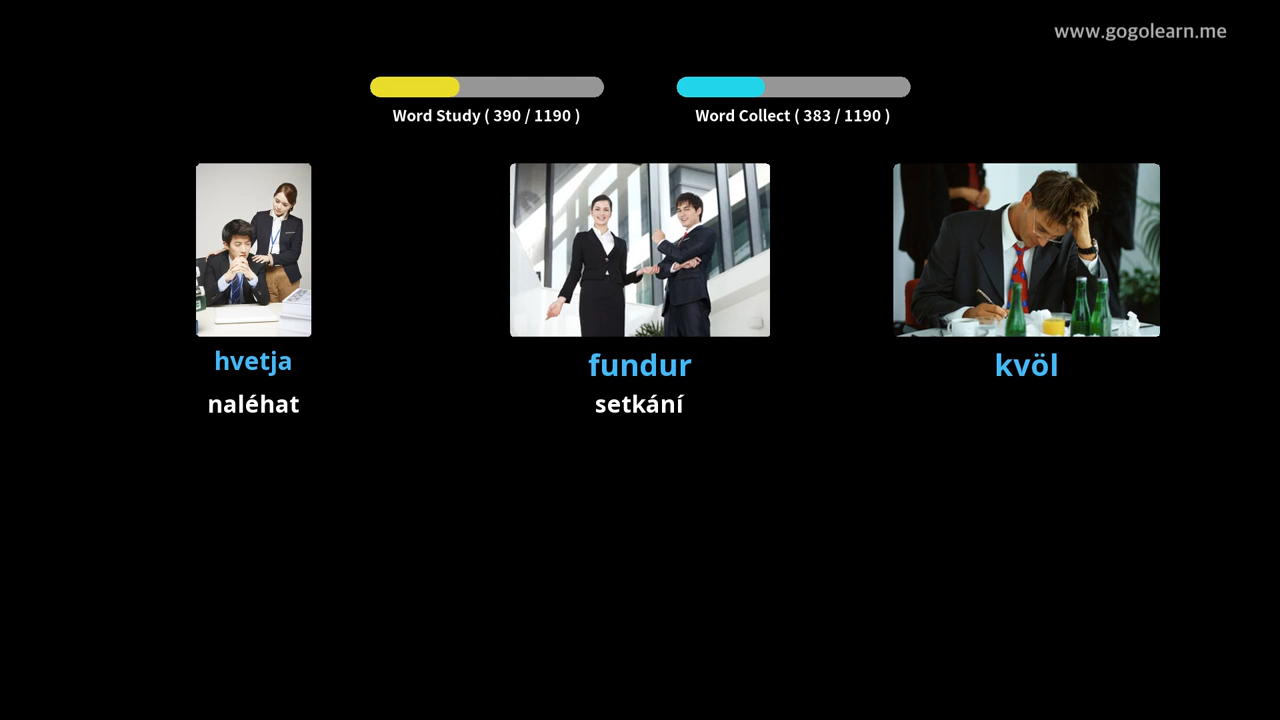 www.gogolearn.me
Word Study ( 390 / 1190 )
Word Collect ( 383 / 1190 )
hvetja
fundur
kvöl
naléhat
setkání